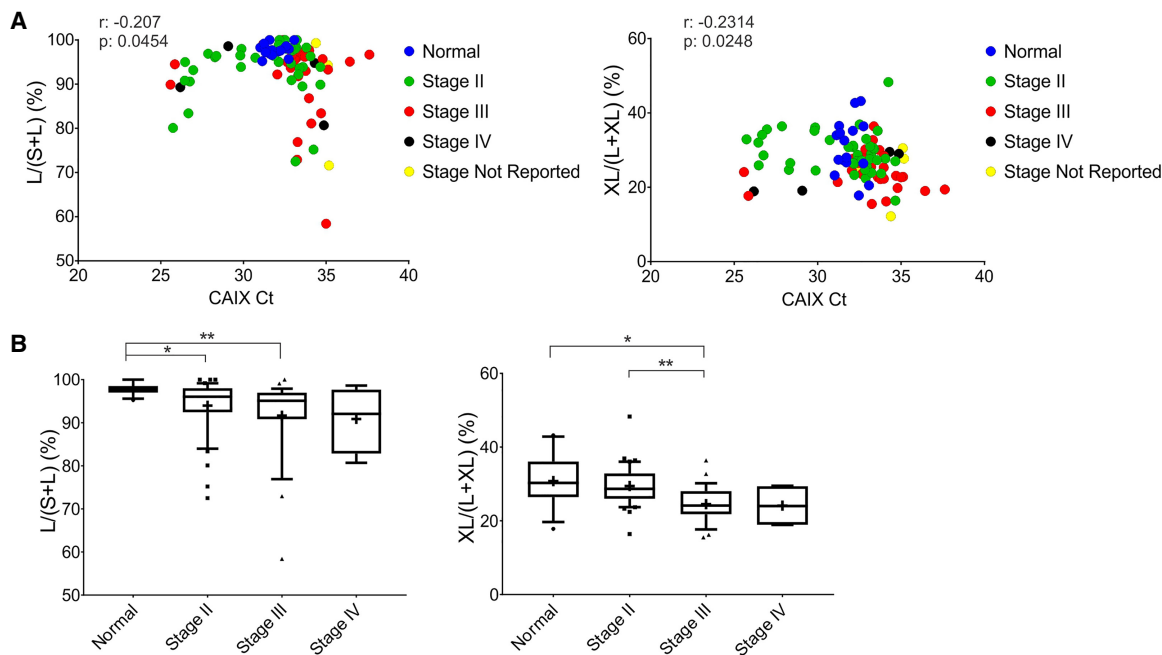 A
r: -0.207
p: 0.0454
L/(S+L) (%)
100
90
80
70
60
50
20
25
30
35
40
CAIX Ct
Normal
Stage II
Stage III
Stage IV
Stage Not Reported
r: -0.2314
p: 0.0248
XL/(L+XL) (%)
60
40
20
0
20
25
30
35
40
CAIX Ct
Normal
Stage II
Stage III
Stage IV
Stage Not Reported
B
L/(S+L) (%)
100
90
80
70
60
50
*
**
Normal
Stage II
Stage III
Stage IV
XL/(L+XL) (%)
60
40
20
0
*
**
Normal
Stage II
Stage III
Stage IV